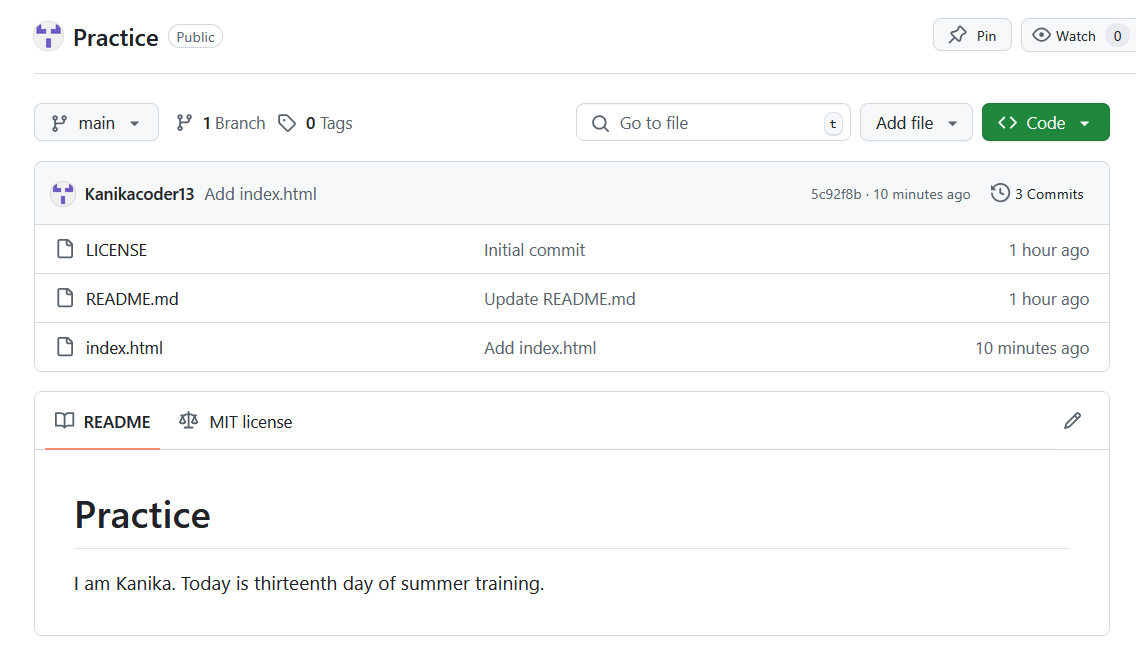 Practice Public Pin Watch 0
main 1 Branch 0 Tags Go to file t Add file Code
Kanikacoder13 Add index.html 5c92f8b · 10 minutes ago 3 Commits
LICENSE Initial commit 1 hour ago
README.md Update README.md 1 hour ago
index.html Add index.html 10 minutes ago
README MIT license
Practice
I am Kanika. Today is thirteenth day of summer training.